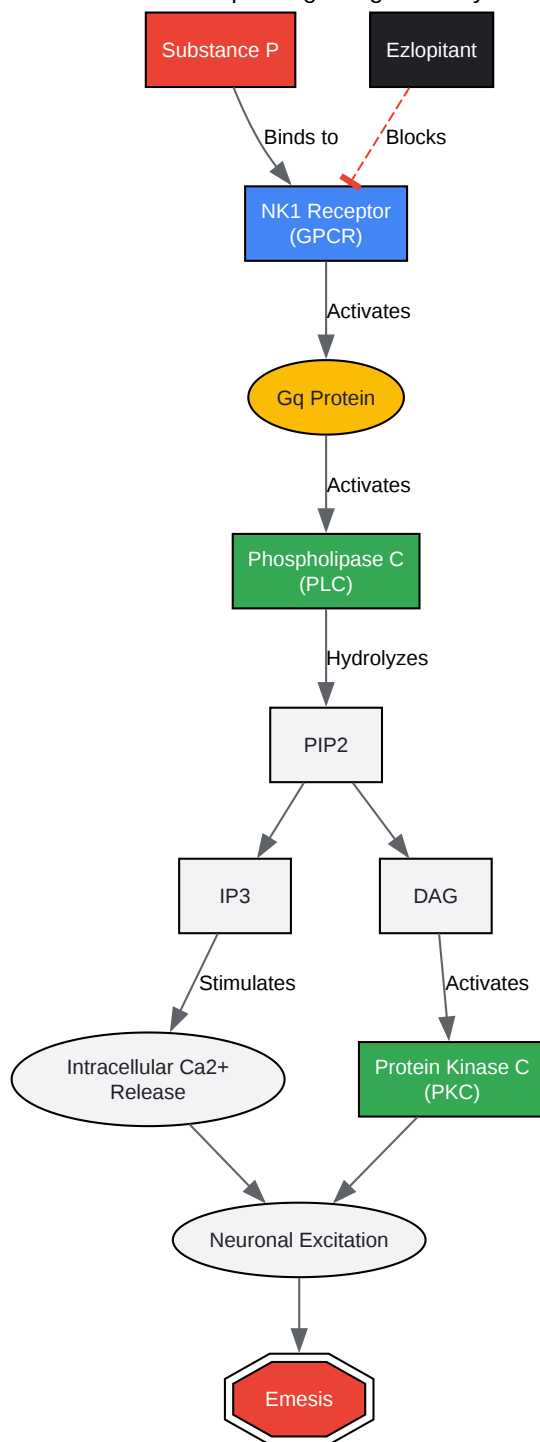 Substance P
Ezlopitant
Binds to
Blocks
NK1 Receptor
(GPCR)
Activates
Gq Protein
Activates
Phospholipase C
(PLC)
Hydrolyzes
PIP2
IP3
DAG
Stimulates
Activates
Intracellular Ca2+
Release
Protein Kinase C
(PKC)
Neuronal Excitation
Emesis